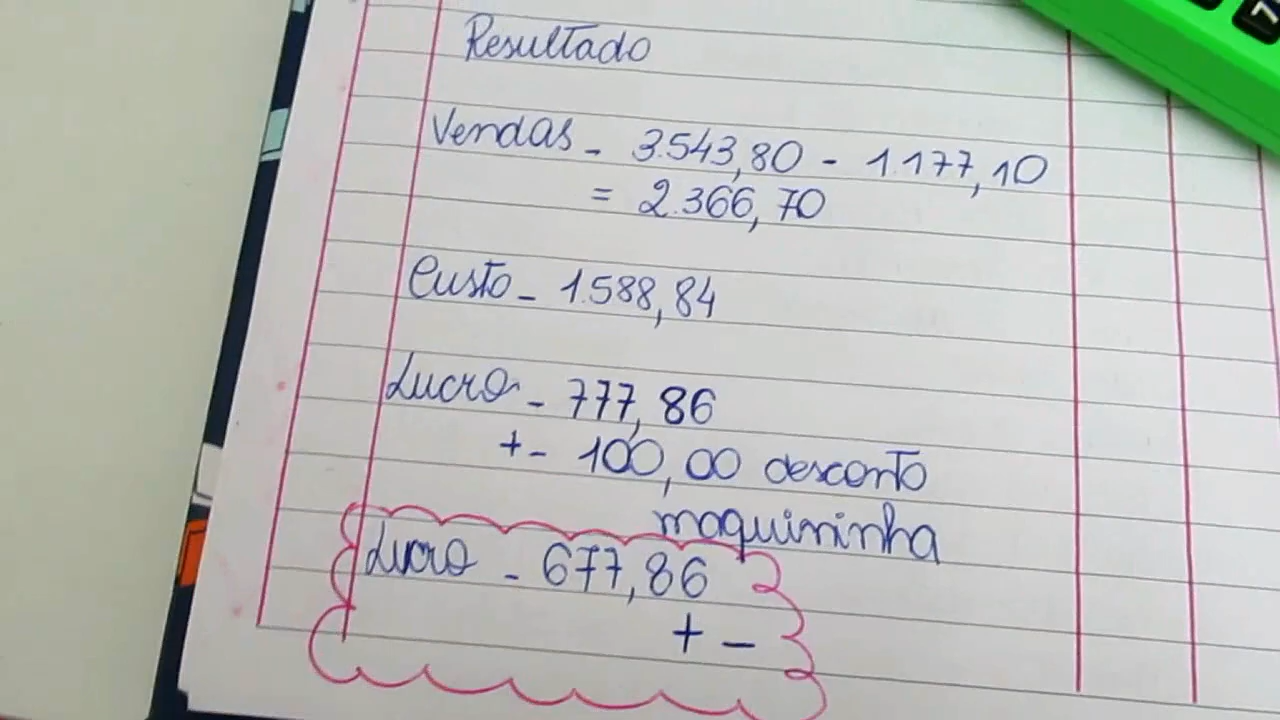 Resultado
Vendas - 3.543,80 - 1.177,10
= 2.366,70
Custo - 1.588,84
Lucro - 777,86
+- 100,00 desconto
maquininha
Lucro - 677,86
+ -
7